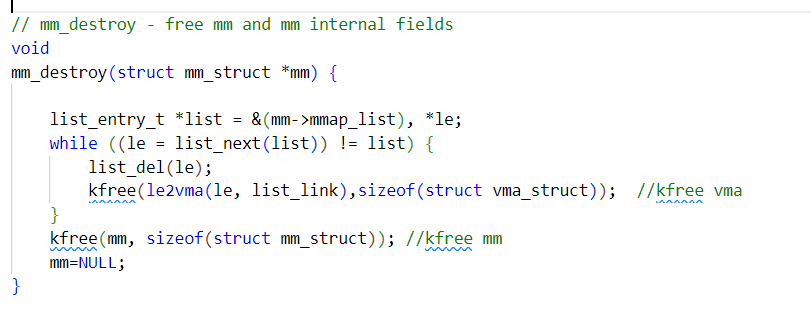 // mm_destroy - free mm and mm internal fields
void
mm_destroy(struct mm_struct *mm) {
    list_entry_t *list = &(mm->mmap_list), *le;
    while ((le = list_next(list)) != list) {
        list_del(le);
        kfree(le2vma(le, list_link),sizeof(struct vma_struct));  //kfree vma
    }
    kfree(mm, sizeof(struct mm_struct)); //kfree mm
    mm=NULL;
}